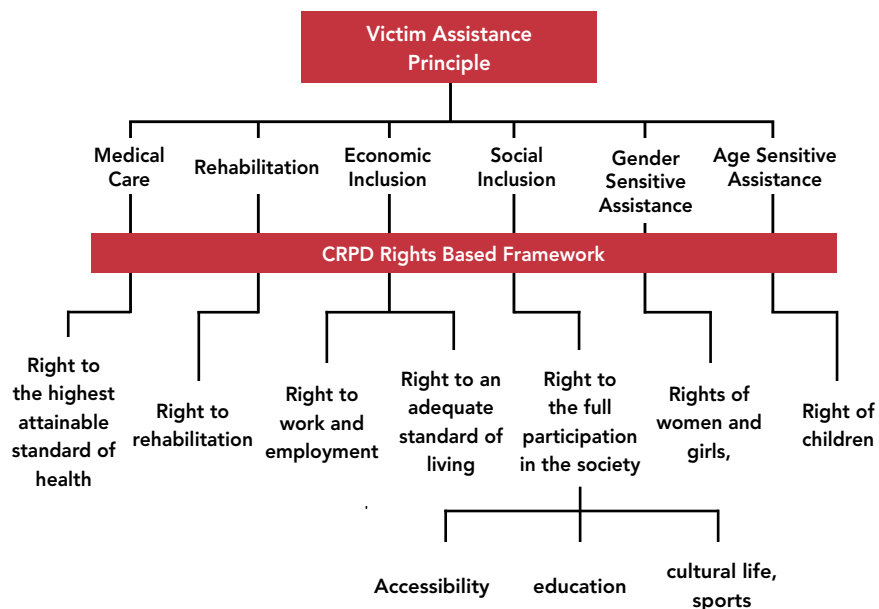 Victim Assistance
Principle
Medical
Care
Rehabilitation
Economic
Inclusion
Social
Inclusion
Gender
Sensitive
Assistance
Age Sensitive
Assistance
CRPD Rights Based Framework
Right to
the highest
attainable
standard of
health
Right to
rehabilitation
Right to
work and
employment
Right to an
adequate
standard of
living
Right to
the full
participation
in the society
Rights of
women and
girls,
Right of
children
Accessibility
education
cultural life,
sports